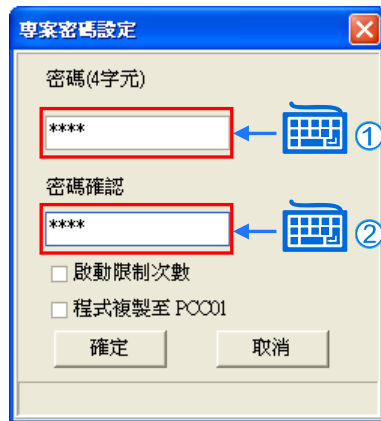 專案密碼設定
密碼(4字元)
****
①
密碼確認
****
②
啟動限制次數
程式複製至 PCC01
確定
取消